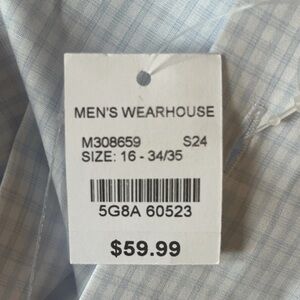 MEN'S WEARHOUSE
M308659 S24
SIZE: 16 - 34/35
5G8A 60523
$59.99